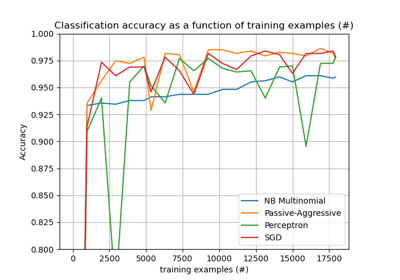 Classification accuracy as a function of training examples (#)
1.000
0.975
0.950
0.925
0.900
0.875
0.850
0.825
0.800
Accuracy
NB Multinomial
Passive-Aggressive
Perceptron
SGD
0 2500 5000 7500 10000 12500 15000 17500
training examples (#)